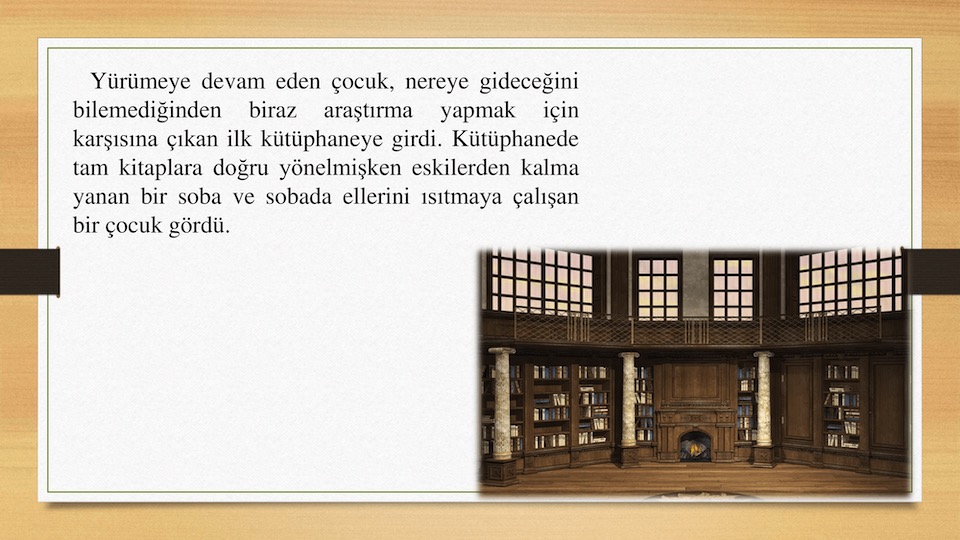 Yürümeye devam eden çocuk, nereye gideceğini
bilemediğinden biraz araştırma yapmak için
karşısına çıkan ilk kütüphaneye girdi. Kütüphanede
tam kitaplara doğru yönelmişken eskilerden kalma
yanan bir soba ve sobada ellerini ısıtmaya çalışan
bir çocuk gördü.